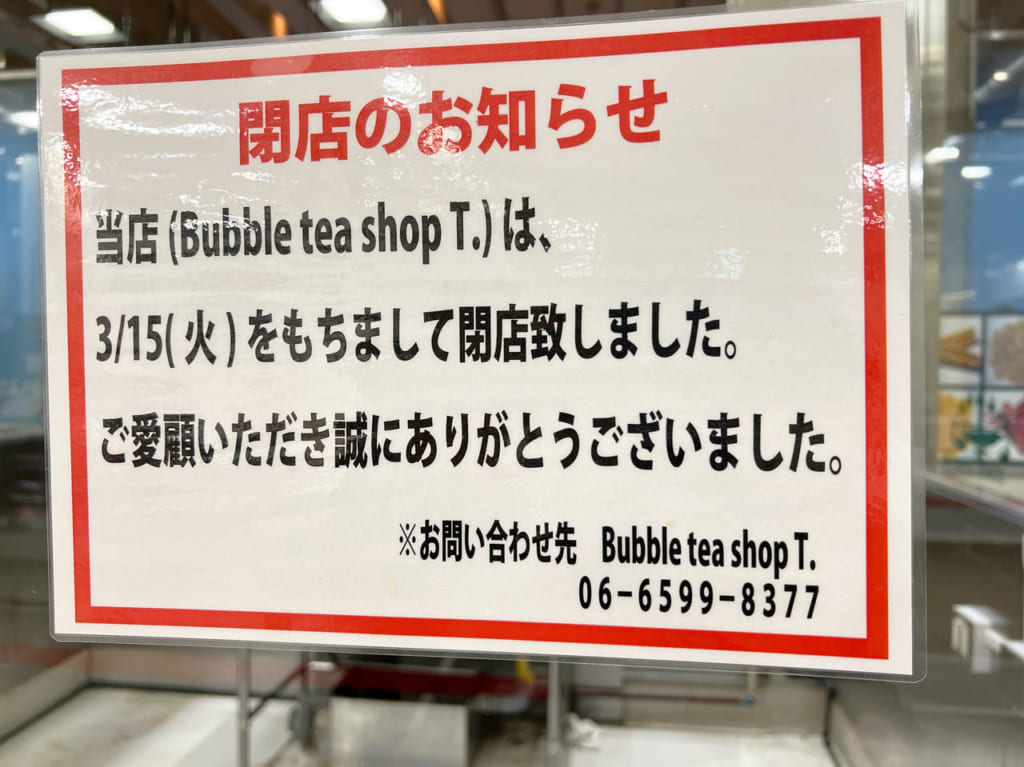 閉店のお知らせ
当店(Bubble tea shop T.)は、
3/15(火)をもちまして閉店致しました。
ご愛顧いただき誠にありがとうございました。
※お問い合わせ先　Bubble tea shop T.
06-6599-8377